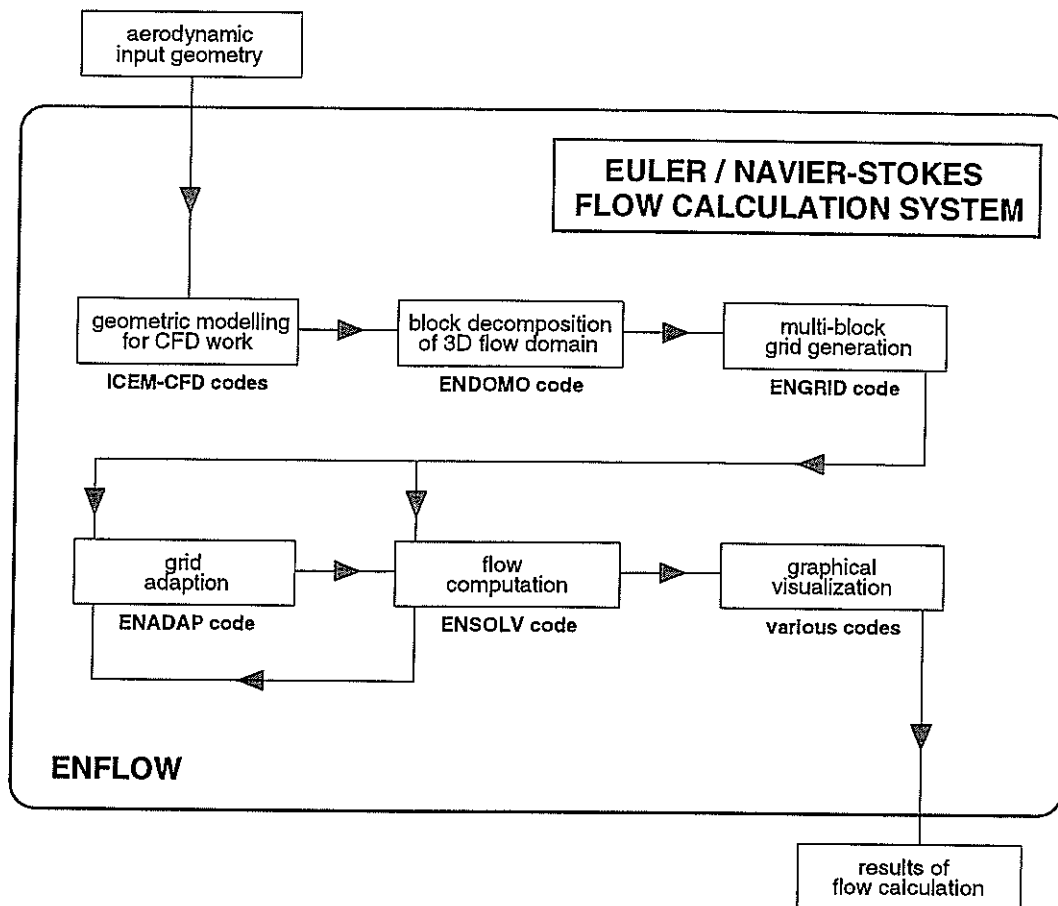 aerodynamic
input geometry
EULER / NAVIER-STOKES
FLOW CALCULATION SYSTEM
geometric modelling
for CFD work
ICEM-CFD codes
block decomposition
of 3D flow domain
ENDOMO code
multi-block
grid generation
ENGRID code
grid
adaption
ENADAP code
flow
computation
ENSOLV code
graphical
visualization
various codes
ENFLOW
results of
flow calculation